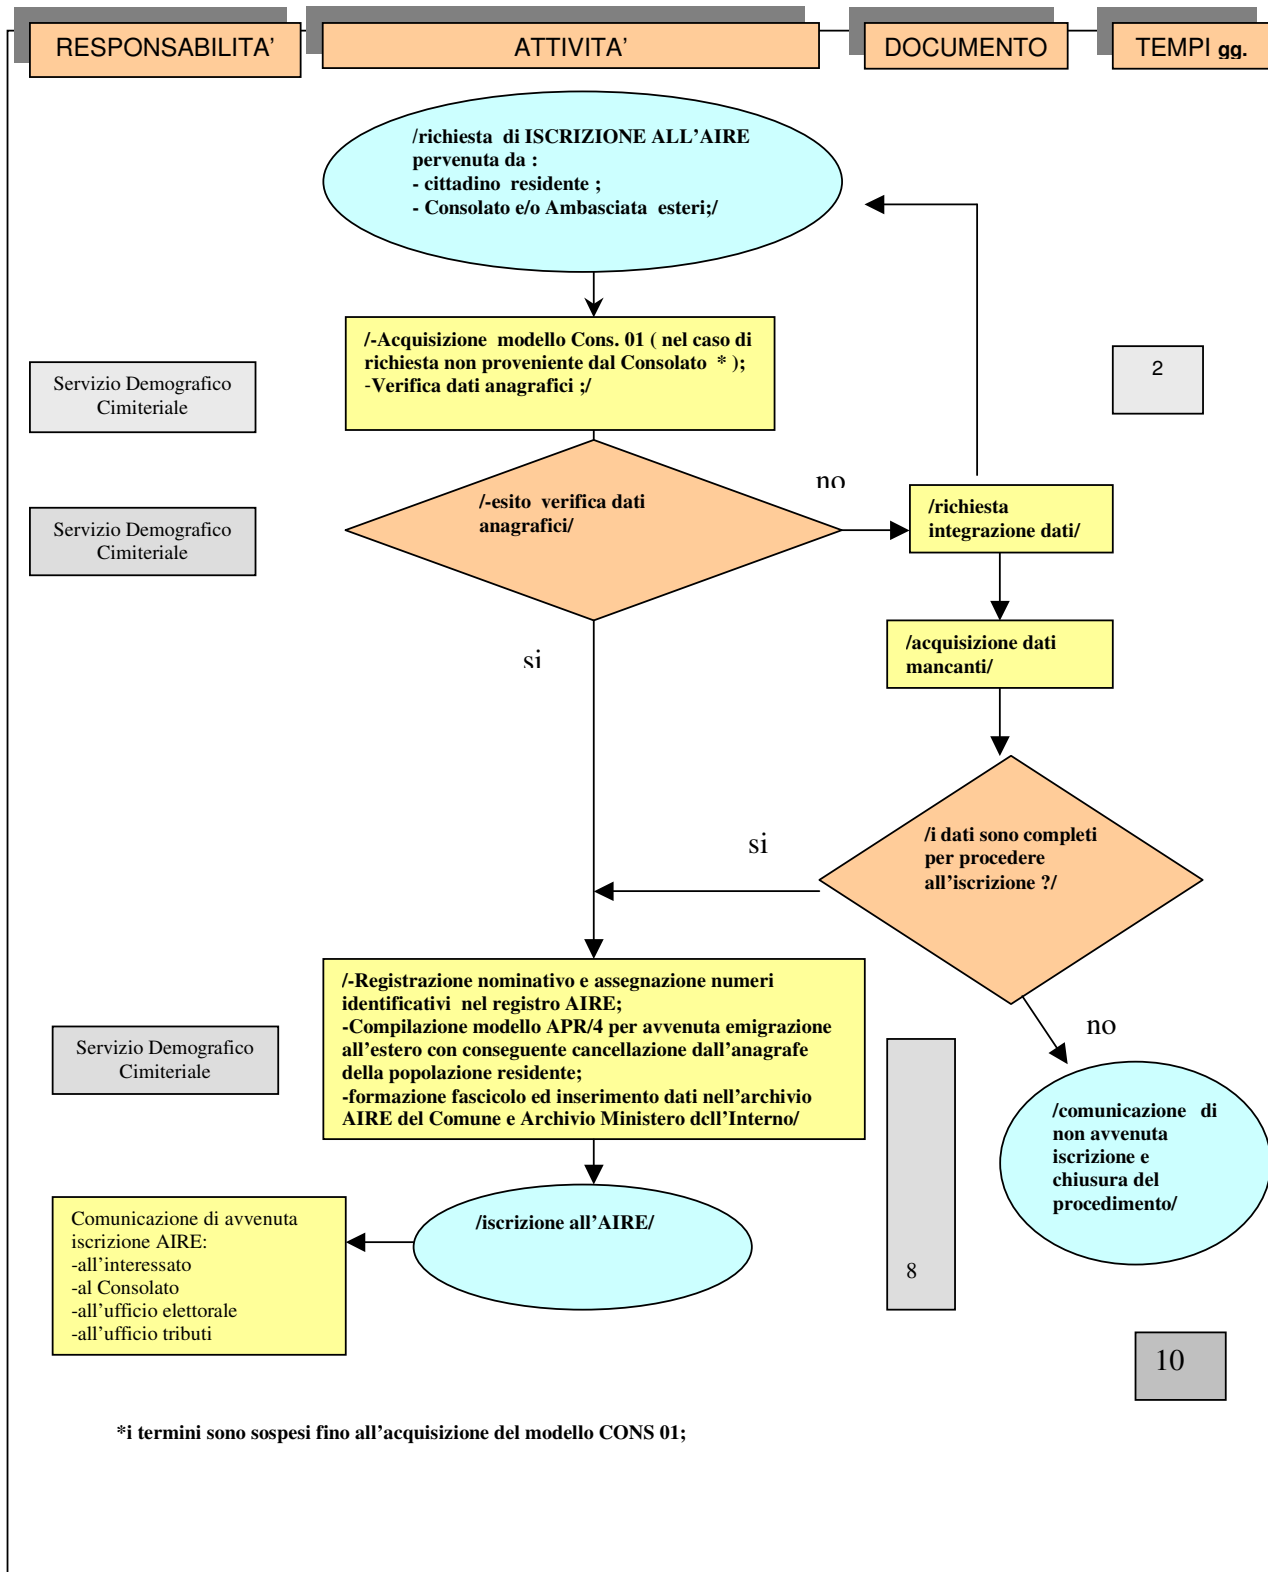 RESPONSABILITA’
ATTIVITA’
DOCUMENTO
TEMPI gg.
/richiesta di ISCRIZIONE ALL’AIRE
pervenuta da :
- cittadino residente ;
- Consolato e/o Ambasciata esteri;/
/-Acquisizione modello Cons. 01 ( nel caso di
richiesta non proveniente dal Consolato * );
-Verifica dati anagrafici ;/
Servizio Demografico
Cimiteriale
2
/-esito verifica dati
anagrafici/
no
/richiesta
integrazione dati/
Servizio Demografico
Cimiteriale
si
/acquisizione dati
mancanti/
/i dati sono completi
per procedere
all’iscrizione ?/
si
/-Registrazione nominativo e assegnazione numeri
identificativi nel registro AIRE;
-Compilazione modello APR/4 per avvenuta emigrazione
all’estero con conseguente cancellazione dall’anagrafe
della popolazione residente;
-formazione fascicolo ed inserimento dati nell’archivio
AIRE del Comune e Archivio Ministero dell’Interno/
Servizio Demografico
Cimiteriale
no
/comunicazione di
non avvenuta
iscrizione e
chiusura del
procedimento/
/iscrizione all’AIRE/
Comunicazione di avvenuta
iscrizione AIRE:
-all’interessato
-al Consolato
-all’ufficio elettorale
-all’ufficio tributi
8
10
*i termini sono sospesi fino all’acquisizione del modello CONS 01;